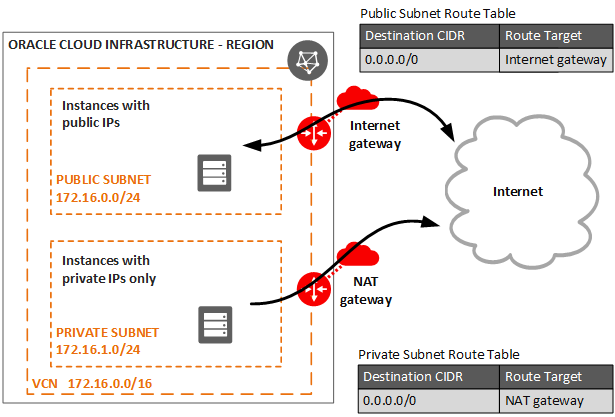 Public Subnet Route Table
Destination CIDR Route Target
0.0.0.0/0 Internet gateway
ORACLE CLOUD INFRASTRUCTURE - REGION
Instances with
public IPs
PUBLIC SUBNET
172.16.0.0/24
Internet
gateway
Internet
Instances with
private IPs only
PRIVATE SUBNET
172.16.1.0/24
NAT
gateway
VCN 172.16.0.0/16
Private Subnet Route Table
Destination CIDR Route Target
0.0.0.0/0 NAT gateway